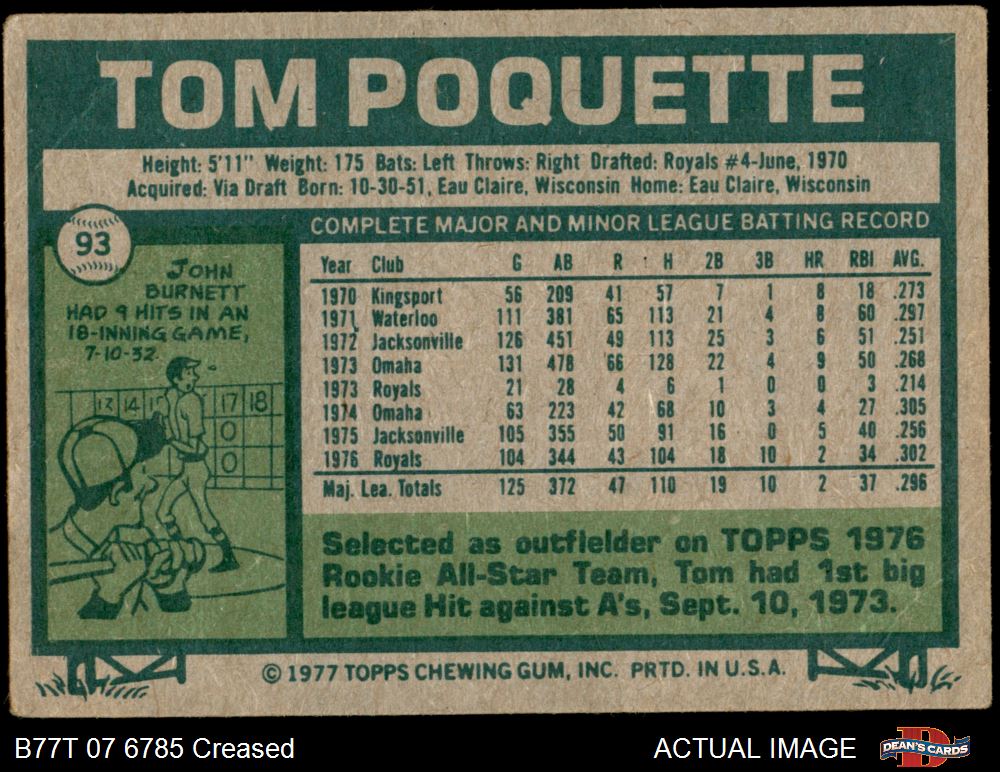 TOM POQUETTE
Height: 5'11" Weight: 175 Bats: Left Throws: Right Drafted: Royals #4-June, 1970
Acquired: Via Draft Born: 10-30-51, Eau Claire, Wisconsin Home: Eau Claire, Wisconsin
93
JOHN
BURNETT
HAD 9 HITS IN AN
18-INNING GAME,
7-10-32.
13 14 17 18
0
0
COMPLETE MAJOR AND MINOR LEAGUE BATTING RECORD
Year Club G AB R H 2B 3B HR RBI AVG.
1970 Kingsport 56 209 41 57 7 1 8 18 .273
1971 Waterloo 111 381 65 113 21 4 8 60 .297
1972 Jacksonville 126 451 49 113 25 3 6 51 .251
1973 Omaha 131 478 66 128 22 4 9 50 .268
1973 Royals 21 28 4 6 1 0 0 3 .214
1974 Omaha 63 223 42 68 10 3 4 27 .305
1975 Jacksonville 105 355 50 91 16 0 5 40 .256
1976 Royals 104 344 43 104 18 10 2 34 .302
Maj. Lea. Totals 125 372 47 110 19 10 2 37 .296
Selected as outfielder on TOPPS 1976
Rookie All-Star Team, Tom had 1st big
league Hit against A's, Sept. 10, 1973.
© 1977 TOPPS CHEWING GUM, INC. PRTD. IN U.S.A.
B77T 07 6785 Creased
ACTUAL IMAGE
DEAN'S CARDS